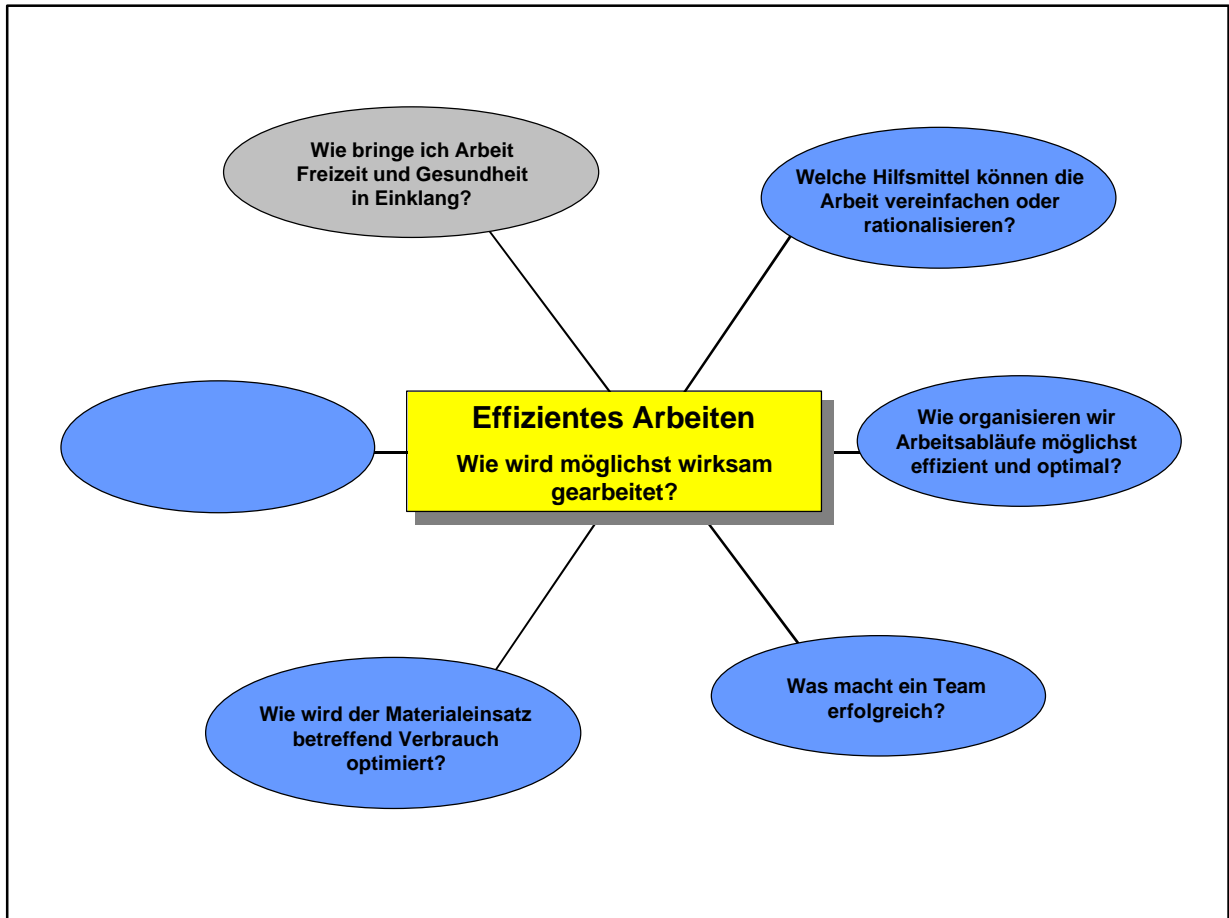 Wie bringe ich Arbeit
Freizeit und Gesundheit
in Einklang?
Welche Hilfsmittel können die
Arbeit vereinfachen oder
rationalisieren?
Effizientes Arbeiten
Wie wird möglichst wirksam
gearbeitet?
Wie organisieren wir
Arbeitsabläufe möglichst
effizient und optimal?
Wie wird der Materialeinsatz
betreffend Verbrauch
optimiert?
Was macht ein Team
erfolgreich?